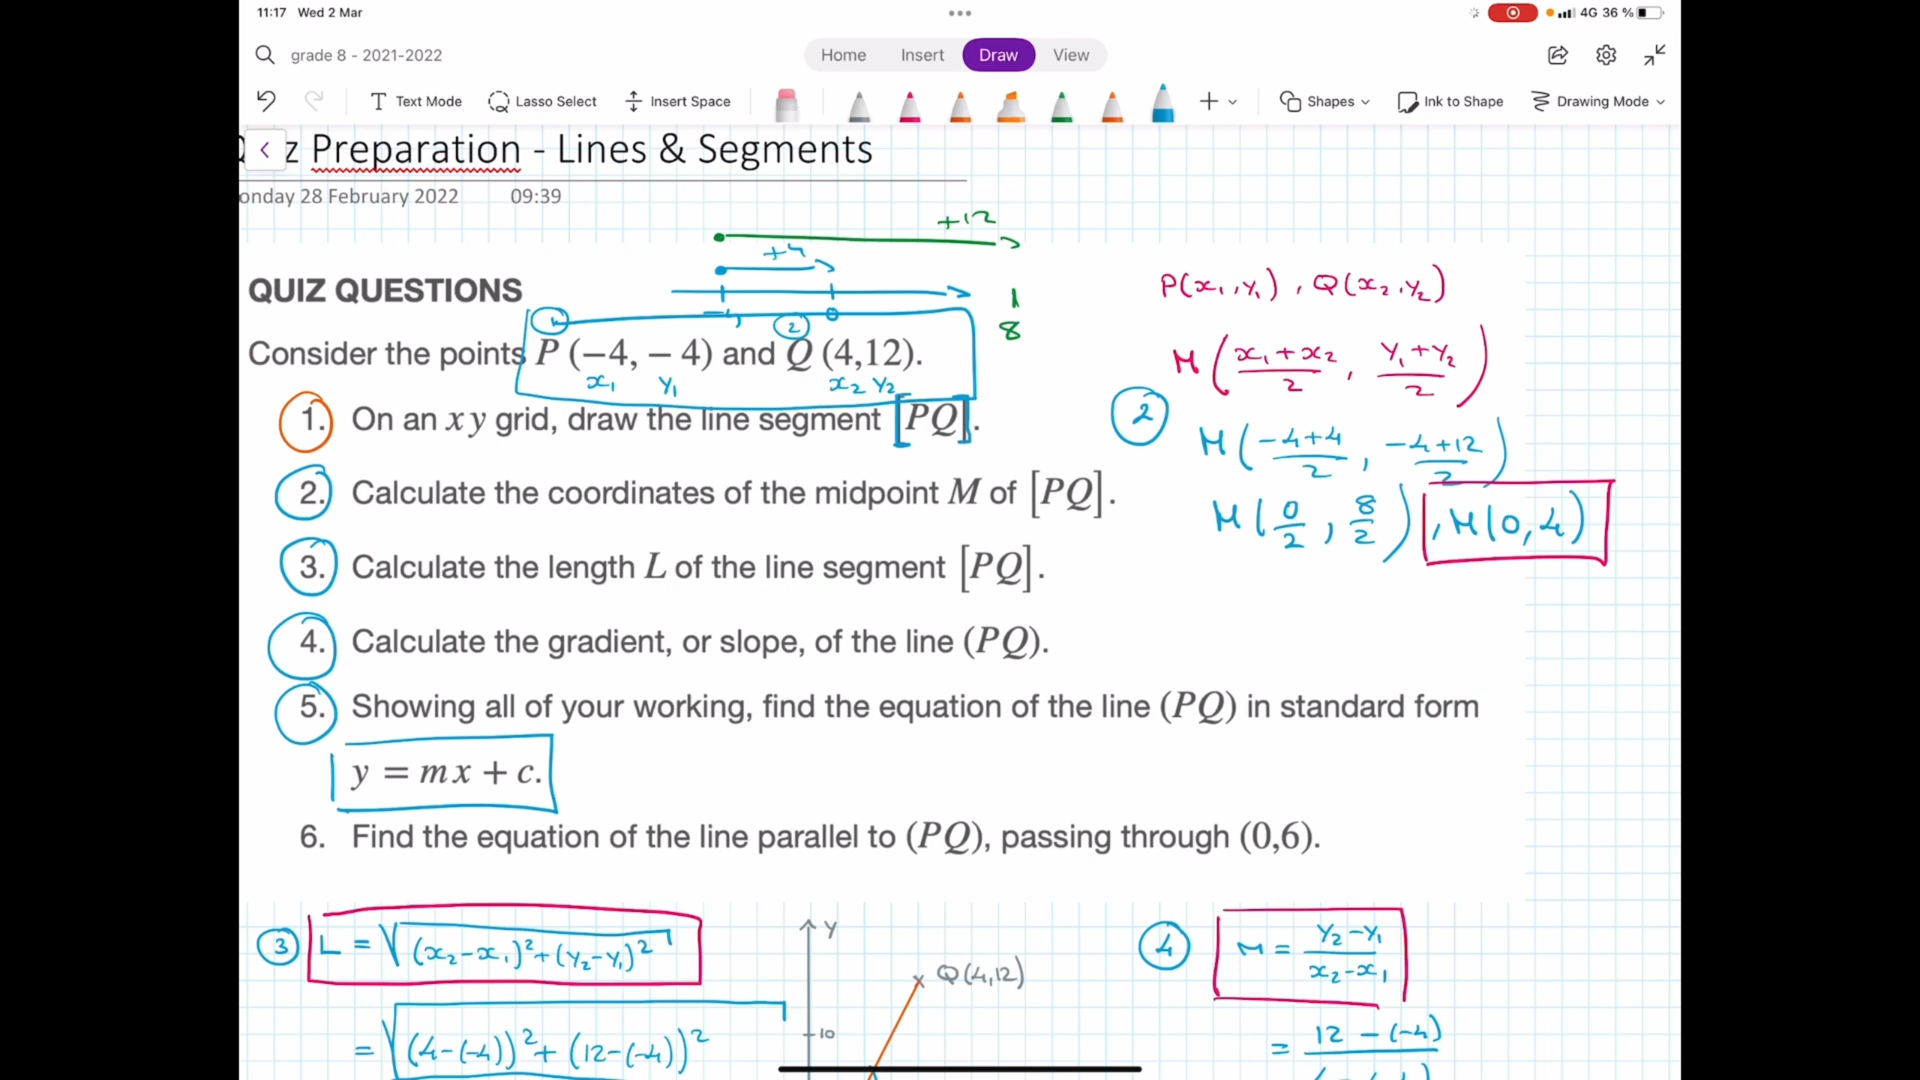 11:17 Wed 2 Mar
4G 36 %
grade 8 - 2021-2022
Home Insert Draw View
T Text Mode Lasso Select Insert Space Shapes Ink to Shape Drawing Mode
z Preparation - Lines & Segments
onday 28 February 2022 09:39
+12
+4
-4 0
1
8
QUIZ QUESTIONS
① ②
Consider the points P (−4, − 4) and Q (4,12).
x₁ y₁ x₂ y₂
1. On an x y grid, draw the line segment [PQ].
2. Calculate the coordinates of the midpoint M of [PQ].
3. Calculate the length L of the line segment [PQ].
4. Calculate the gradient, or slope, of the line (PQ).
5. Showing all of your working, find the equation of the line (PQ) in standard form
y = mx + c.
6. Find the equation of the line parallel to (PQ), passing through (0,6).
P(x₁,y₁) , Q(x₂,y₂)
M ( (x₁+x₂)/2 , (y₁+y₂)/2 )
② M ( (-4+4)/2 , (-4+12)/2 )
M ( 0/2 , 8/2 ) , M(0,4)
③ L = √((x₂-x₁)²+(y₂-y₁)²)
= √((4-(-4))²+(12-(-4))²)
y
Q(4,12)
10
④ M = (y₂-y₁)/(x₂-x₁)
= 12-(-4)